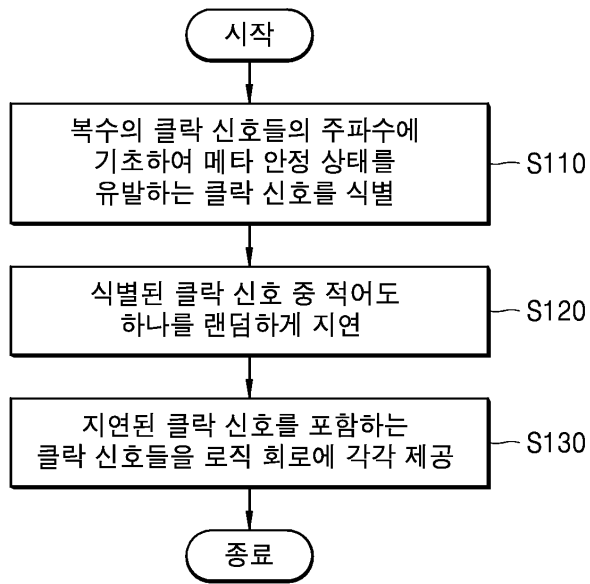 시작
복수의 클락 신호들의 주파수에
기초하여 메타 안정 상태를
유발하는 클락 신호를 식별
S110
식별된 클락 신호 중 적어도
하나를 랜덤하게 지연
S120
지연된 클락 신호를 포함하는
클락 신호들을 로직 회로에 각각 제공
S130
종료